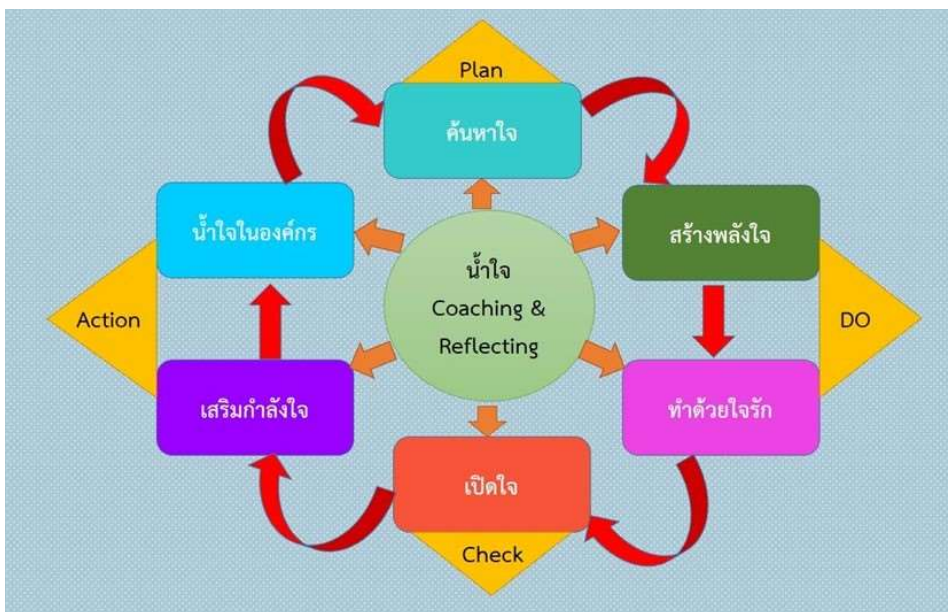 Plan
ค้นหาใจ
น้ำใจในองค์กร
สร้างพลังใจ
น้ำใจ
Coaching &
Reflecting
Action
DO
เสริมกำลังใจ
ทำด้วยใจรัก
เปิดใจ
Check